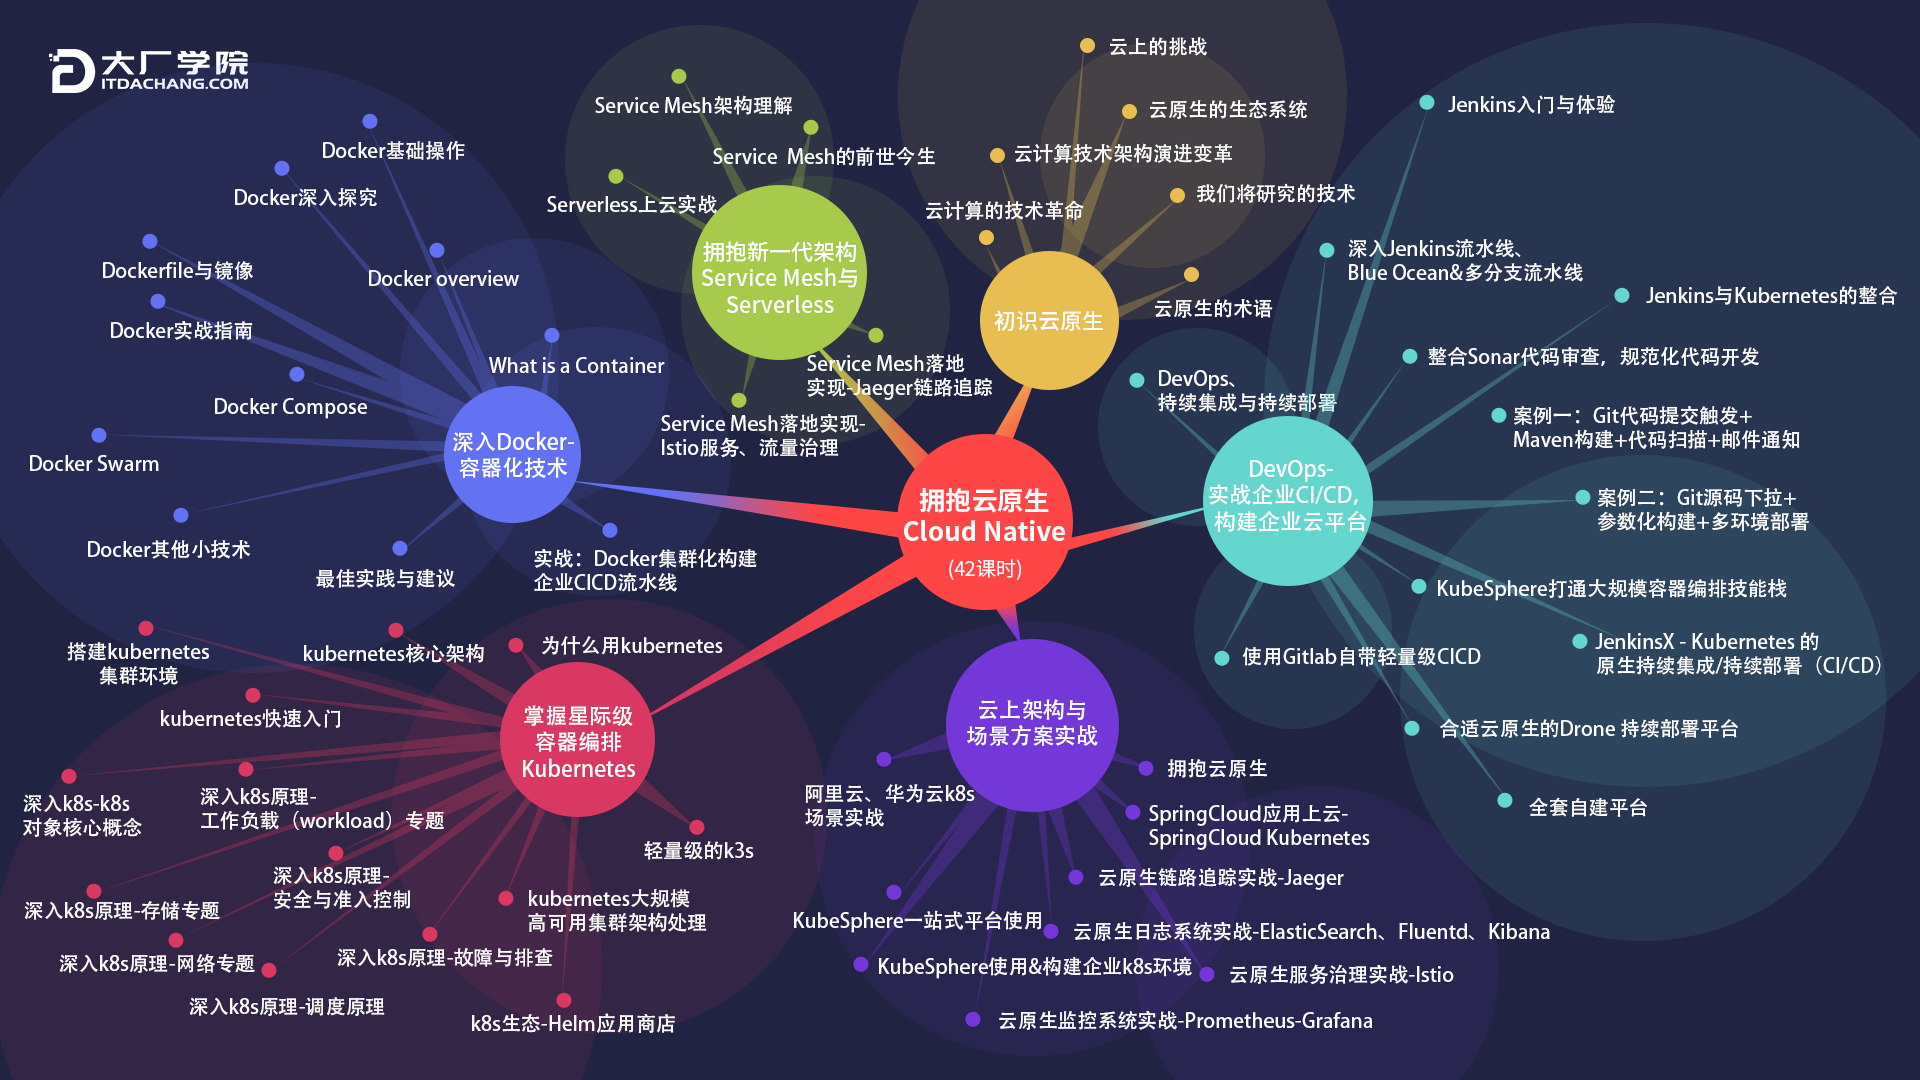 大厂学院
ITDACHANG.COM
拥抱云原生
Cloud Native
(42课时)
初识云原生
云上的挑战
云原生的生态系统
云计算技术架构演进变革
我们将研究的技术
云计算的技术革命
云原生的术语
拥抱新一代架构
Service Mesh与
Serverless
Service Mesh架构理解
Service  Mesh的前世今生
Serverless上云实战
Service Mesh落地
实现-Jaeger链路追踪
Service Mesh落地实现-
Istio服务、流量治理
深入Docker-
容器化技术
Docker基础操作
Docker深入探究
Dockerfile与镜像
Docker overview
Docker实战指南
What is a Container
Docker Compose
Docker Swarm
Docker其他小技术
最佳实践与建议
实战：Docker集群化构建
企业CICD流水线
掌握星际级
容器编排
Kubernetes
搭建kubernetes
集群环境
kubernetes核心架构
为什么用kubernetes
kubernetes快速入门
深入k8s-k8s
对象核心概念
深入k8s原理-
工作负载（workload）专题
深入k8s原理-
安全与准入控制
轻量级的k3s
深入k8s原理-存储专题
kubernetes大规模
高可用集群架构处理
深入k8s原理-网络专题
深入k8s原理-故障与排查
深入k8s原理-调度原理
k8s生态-Helm应用商店
云上架构与
场景方案实战
阿里云、华为云k8s
场景实战
拥抱云原生
SpringCloud应用上云-
SpringCloud Kubernetes
云原生链路追踪实战-Jaeger
KubeSphere一站式平台使用
云原生日志系统实战-ElasticSearch、Fluentd、Kibana
KubeSphere使用&构建企业k8s环境
云原生服务治理实战-Istio
云原生监控系统实战-Prometheus-Grafana
DevOps-
实战企业CI/CD，
构建企业云平台
Jenkins入门与体验
深入Jenkins流水线、
Blue Ocean&多分支流水线
Jenkins与Kubernetes的整合
整合Sonar代码审查，规范化代码开发
DevOps、
持续集成与持续部署
案例一：Git代码提交触发+
Maven构建+代码扫描+邮件通知
案例二：Git源码下拉+
参数化构建+多环境部署
KubeSphere打通大规模容器编排技能栈
JenkinsX - Kubernetes 的
原生持续集成/持续部署（CI/CD）
使用Gitlab自带轻量级CICD
合适云原生的Drone 持续部署平台
全套自建平台